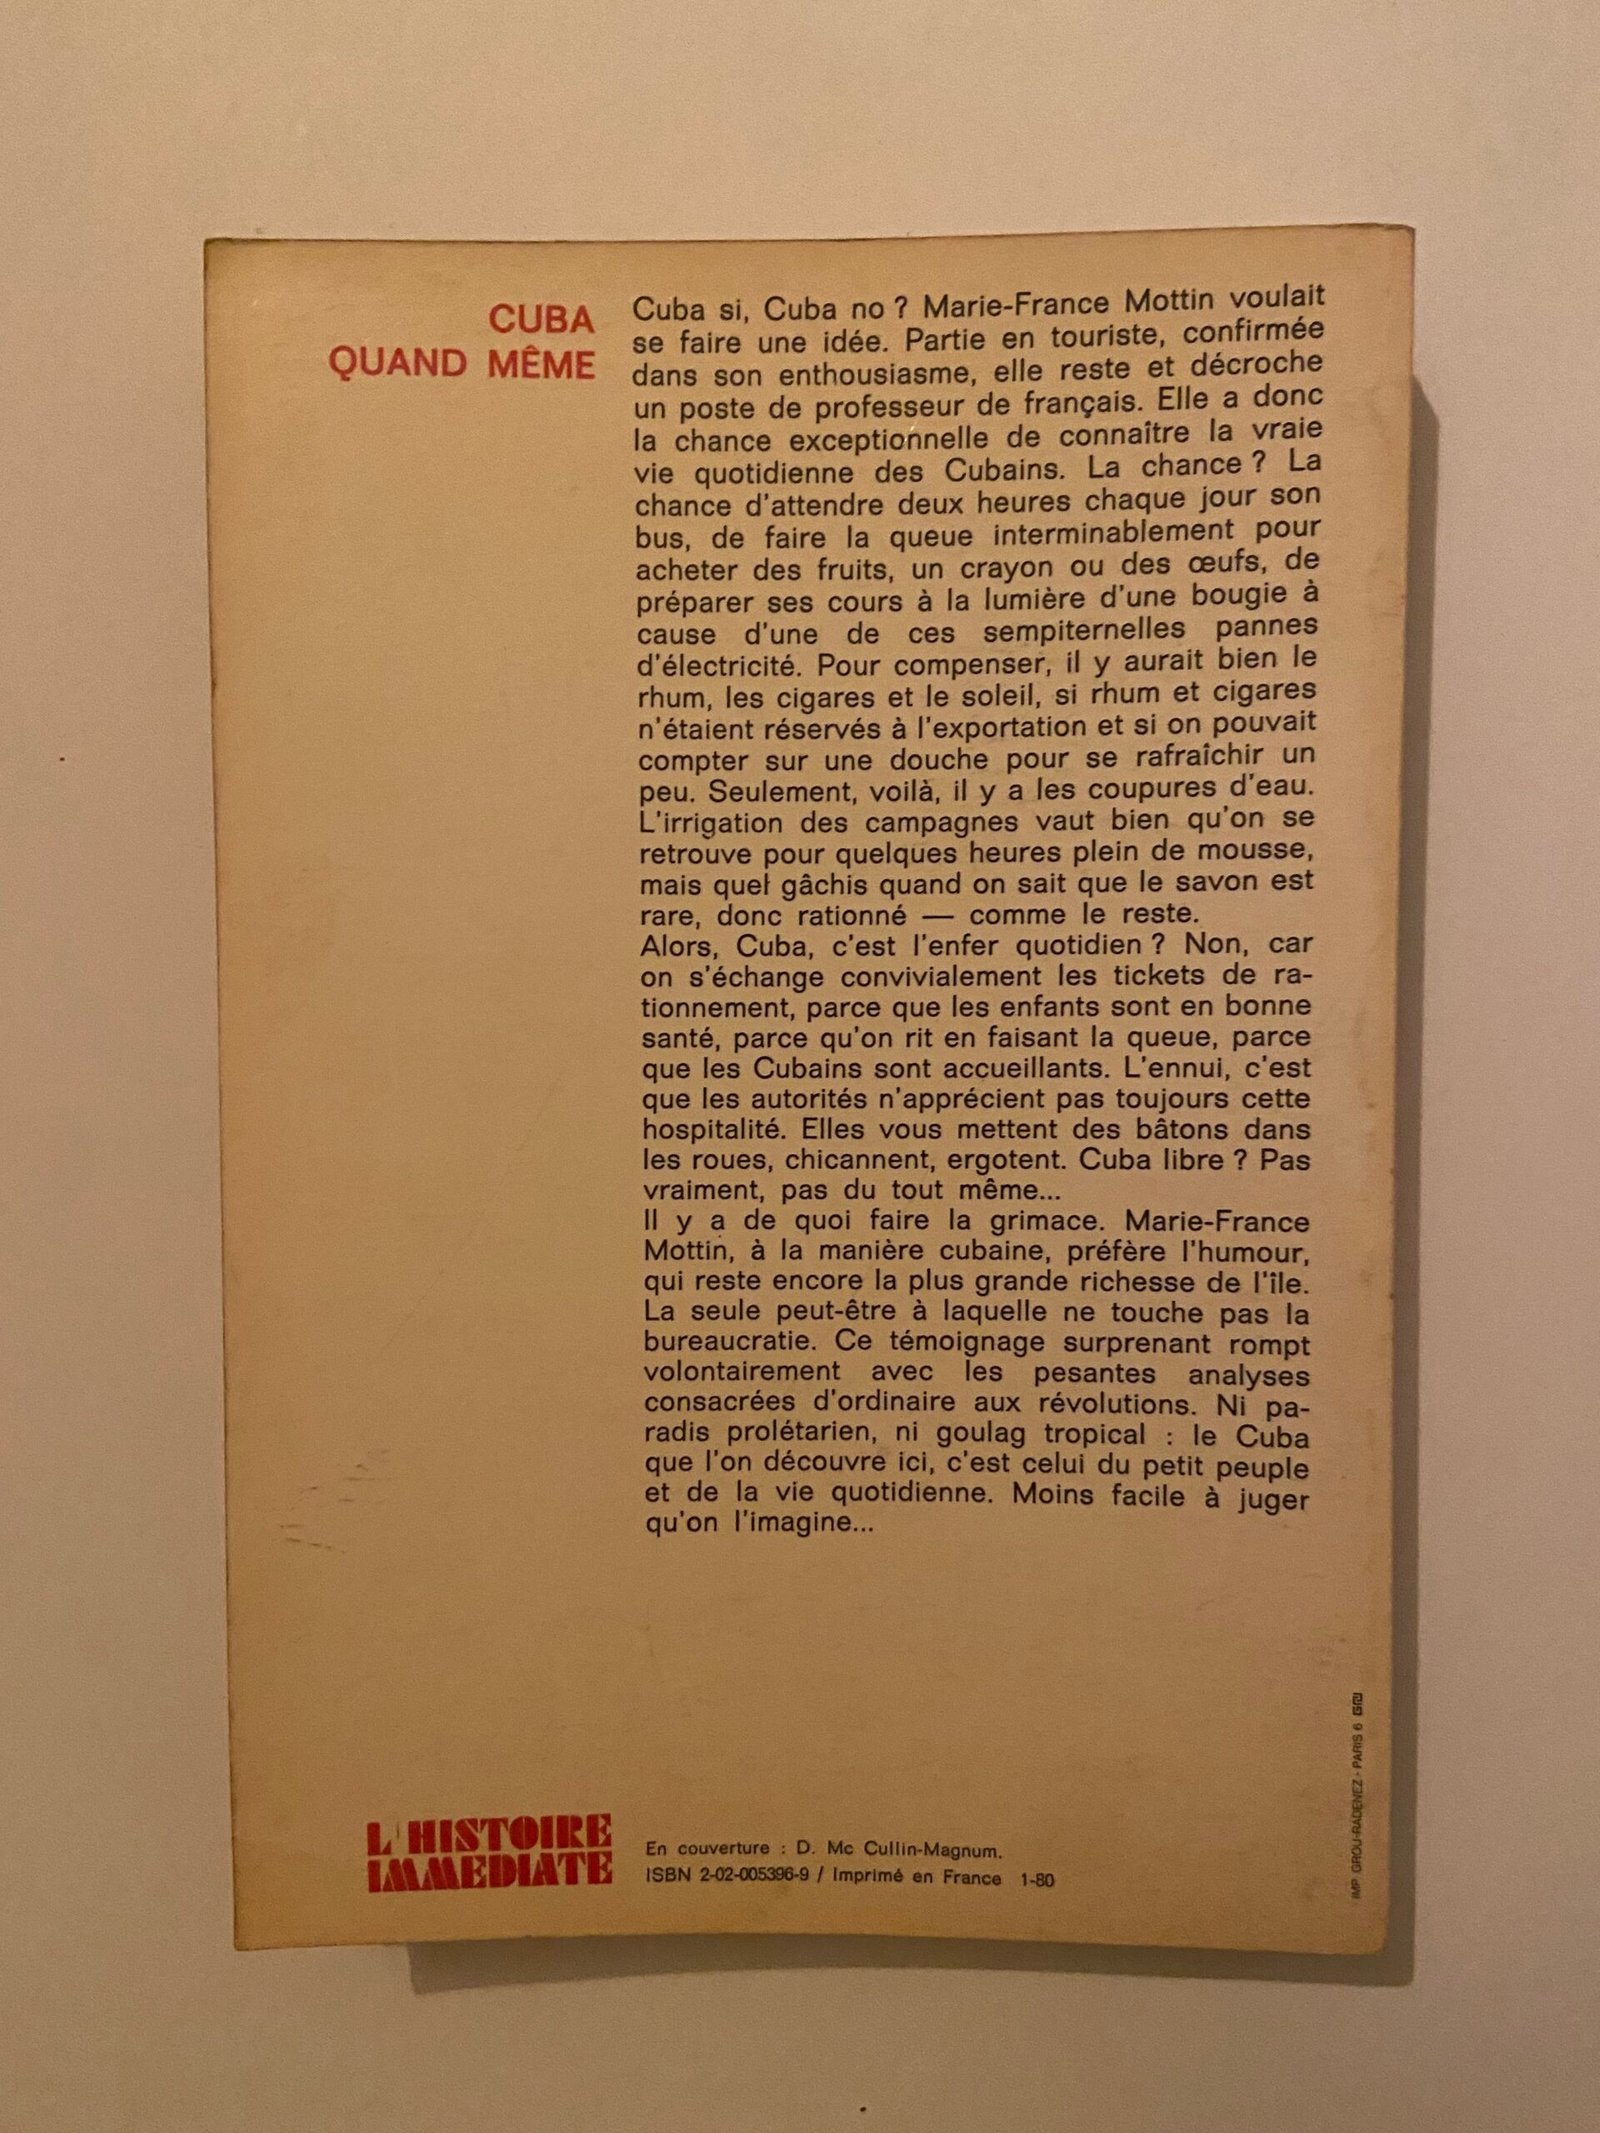 CUBA
QUAND MÊME
Cuba si, Cuba no ? Marie-France Mottin voulait
se faire une idée. Partie en touriste, confirmée
dans son enthousiasme, elle reste et décroche
un poste de professeur de français. Elle a donc
la chance exceptionnelle de connaître la vraie
vie quotidienne des Cubains. La chance ? La
chance d'attendre deux heures chaque jour son
bus, de faire la queue interminablement pour
acheter des fruits, un crayon ou des œufs, de
préparer ses cours à la lumière d'une bougie à
cause d'une de ces sempiternelles pannes
d'électricité. Pour compenser, il y aurait bien le
rhum, les cigares et le soleil, si rhum et cigares
n'étaient réservés à l'exportation et si on pouvait
compter sur une douche pour se rafraîchir un
peu. Seulement, voilà, il y a les coupures d'eau.
L'irrigation des campagnes vaut bien qu'on se
retrouve pour quelques heures plein de mousse,
mais quel gâchis quand on sait que le savon est
rare, donc rationné — comme le reste.
Alors, Cuba, c'est l'enfer quotidien ? Non, car
on s'échange convivialement les tickets de ra-
tionnement, parce que les enfants sont en bonne
santé, parce qu'on rit en faisant la queue, parce
que les Cubains sont accueillants. L'ennui, c'est
que les autorités n'apprécient pas toujours cette
hospitalité. Elles vous mettent des bâtons dans
les roues, chicannent, ergotent. Cuba libre ? Pas
vraiment, pas du tout même...
Il y a de quoi faire la grimace. Marie-France
Mottin, à la manière cubaine, préfère l'humour,
qui reste encore la plus grande richesse de l'île.
La seule peut-être à laquelle ne touche pas la
bureaucratie. Ce témoignage surprenant rompt
volontairement avec les pesantes analyses
consacrées d'ordinaire aux révolutions. Ni pa-
radis prolétarien, ni goulag tropical : le Cuba
que l'on découvre ici, c'est celui du petit peuple
et de la vie quotidienne. Moins facile à juger
qu'on l'imagine...
L'HISTOIRE
IMMEDIATE
En couverture : D. Mc Cullin-Magnum.
ISBN 2-02-005396-9 / Imprimé en France 1-80
IMP GROU-RADENEZ - PARIS 6